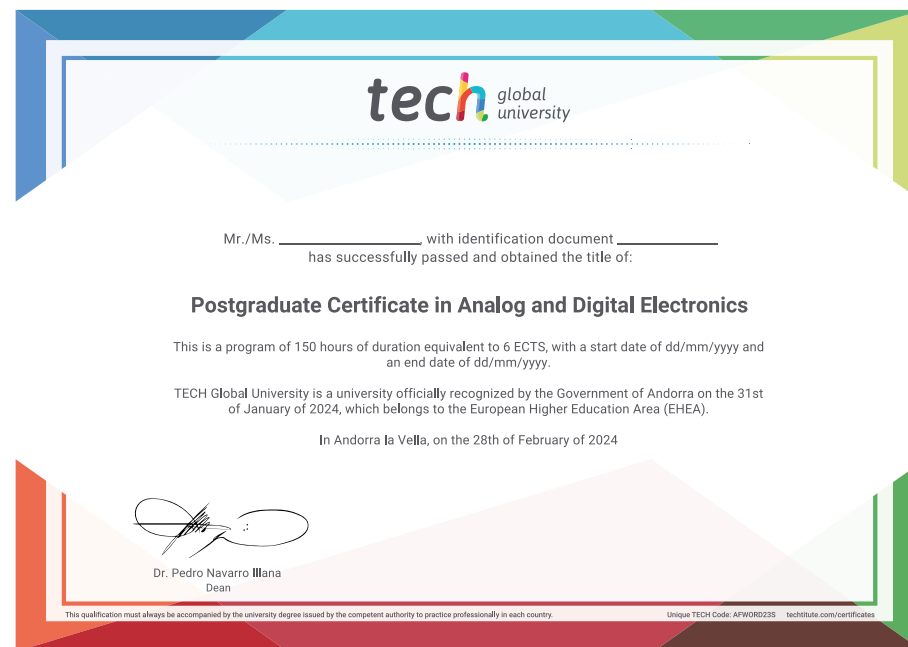 tech global
university
Mr./Ms. ____________, with identification document ____________
has successfully passed and obtained the title of:
Postgraduate Certificate in Analog and Digital Electronics
This is a program of 150 hours of duration equivalent to 6 ECTS, with a start date of dd/mm/yyyy and
an end date of dd/mm/yyyy.
TECH Global University is a university officially recognized by the Government of Andorra on the 31st
of January of 2024, which belongs to the European Higher Education Area (EHEA).
In Andorra la Vella, on the 28th of February of 2024
Dr. Pedro Navarro Illana
Dean
This qualification must always be accompanied by the university degree issued by the competent authority to practice professionally in each country.
Unique TECH Code: AFWORD23S techtitute.com/certificates